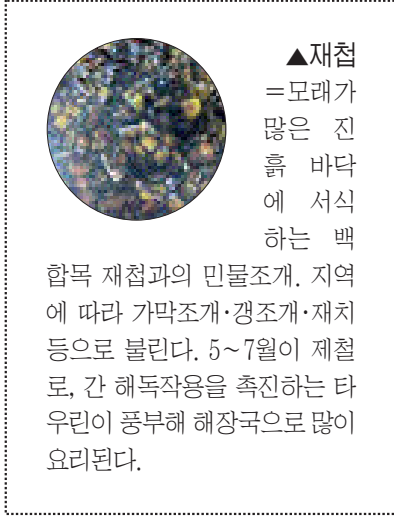 ▲재첩
=모래가
많은 진
흙 바닥
에 서식
하는 백
합목 재첩과의 민물조개. 지역
에 따라 가막조개·갱조개·재치
등으로 불린다. 5~7월이 제철
로, 간 해독작용을 촉진하는 타
우린이 풍부해 해장국으로 많이
요리된다.